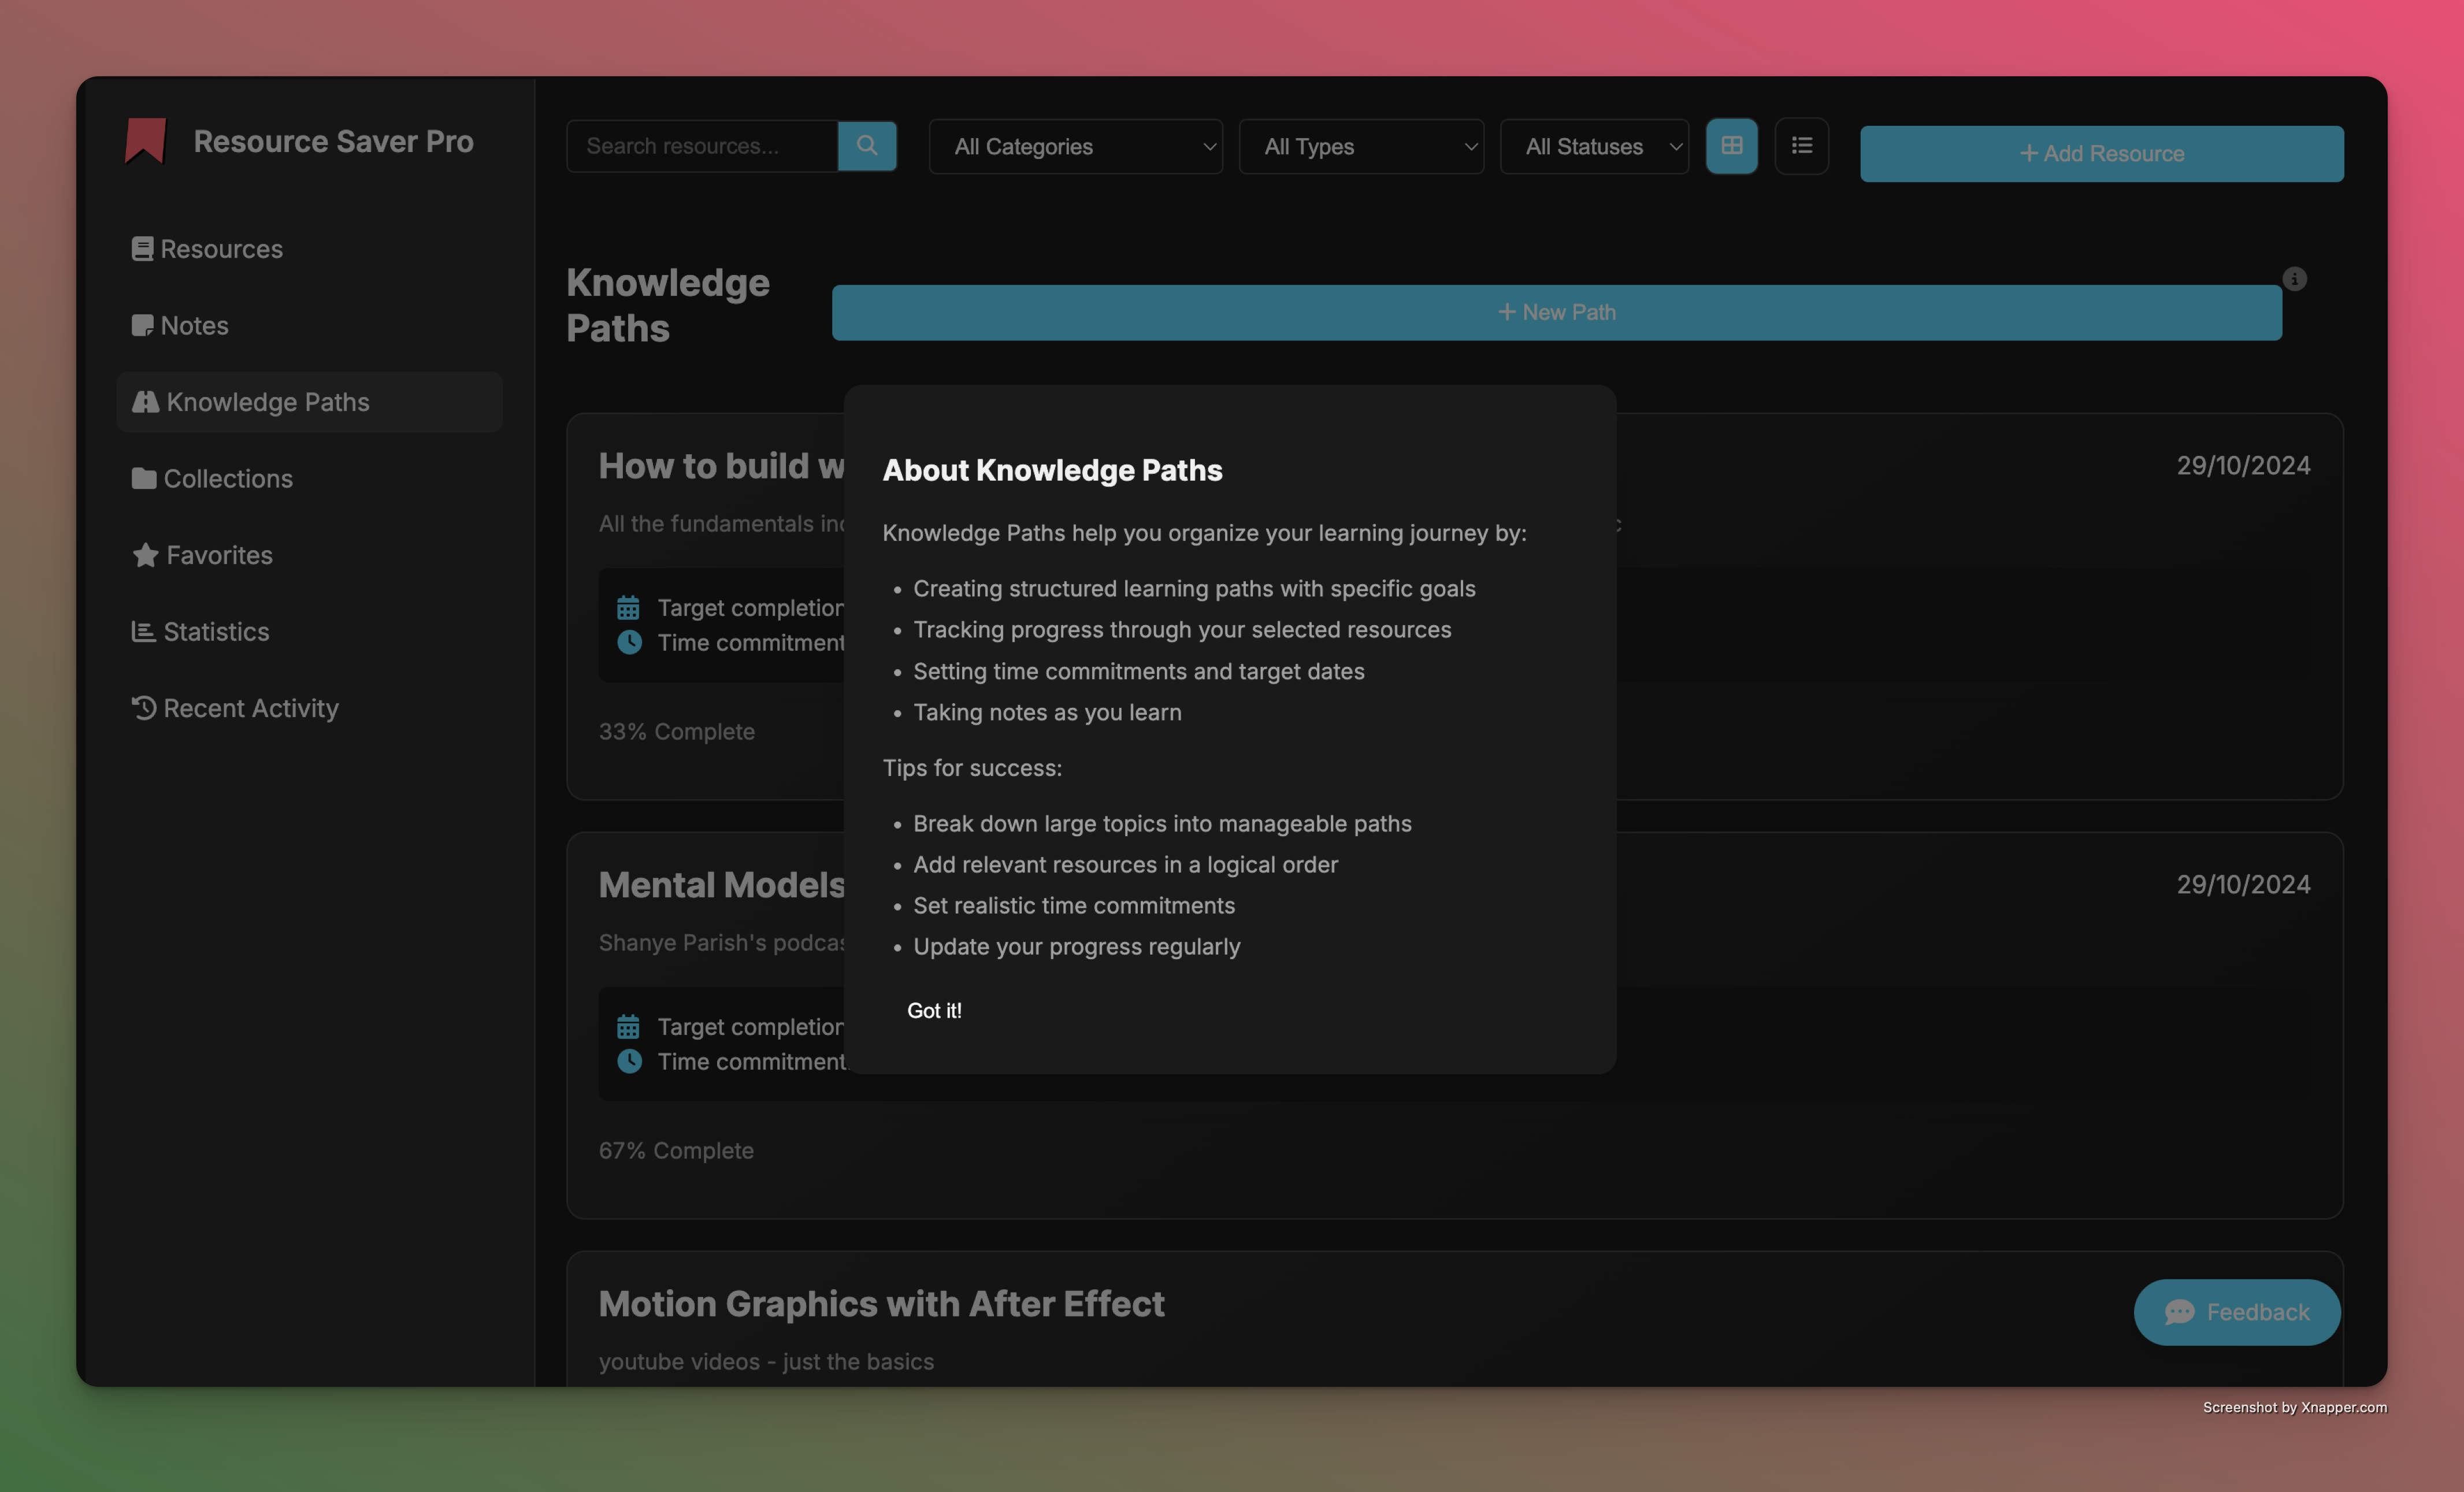 Resource Saver Pro
Resources
Notes
Knowledge Paths
Collections
Favorites
Statistics
Recent Activity
Search resources...
All Categories
All Types
All Statuses
+ Add Resource
Knowledge
Paths
+ New Path
How to build w
29/10/2024
All the fundamentals inc
Target completion
Time commitment
33% Complete
Mental Models
29/10/2024
Shanye Parish's podcas
Target completion
Time commitment.
67% Complete
Motion Graphics with After Effect
youtube videos - just the basics
About Knowledge Paths
Knowledge Paths help you organize your learning journey by:
• Creating structured learning paths with specific goals
• Tracking progress through your selected resources
• Setting time commitments and target dates
• Taking notes as you learn
Tips for success:
• Break down large topics into manageable paths
• Add relevant resources in a logical order
• Set realistic time commitments
• Update your progress regularly
Got it!
Feedback
Screenshot by Xnapper.com